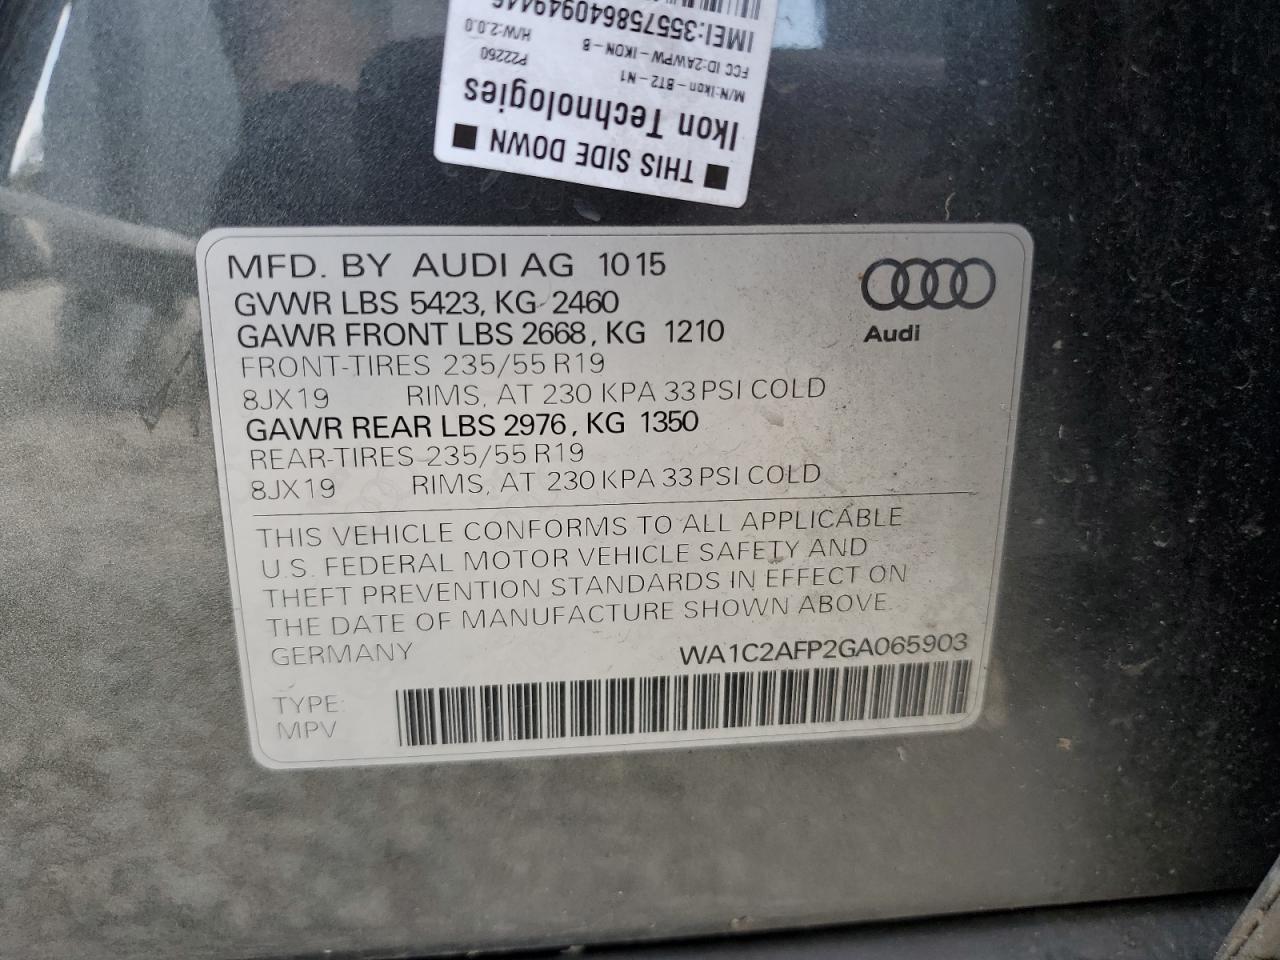 THIS SIDE DOWN
Ikon Technologies
M/N:Ikon-BT2-N1 P22260
FCC ID:2AWPW-IKON-B H/W:2.0.0
IMEI:355758640949446
MFD. BY AUDI AG 1015
GVWR LBS 5423, KG 2460
GAWR FRONT LBS 2668, KG 1210
FRONT-TIRES 235/55 R19
8JX19 RIMS, AT 230 KPA 33 PSI COLD
GAWR REAR LBS 2976, KG 1350
REAR-TIRES 235/55 R19
8JX19 RIMS, AT 230 KPA 33 PSI COLD
Audi
THIS VEHICLE CONFORMS TO ALL APPLICABLE
U.S. FEDERAL MOTOR VEHICLE SAFETY AND
THEFT PREVENTION STANDARDS IN EFFECT ON
THE DATE OF MANUFACTURE SHOWN ABOVE.
GERMANY WA1C2AFP2GA065903
TYPE:
MPV